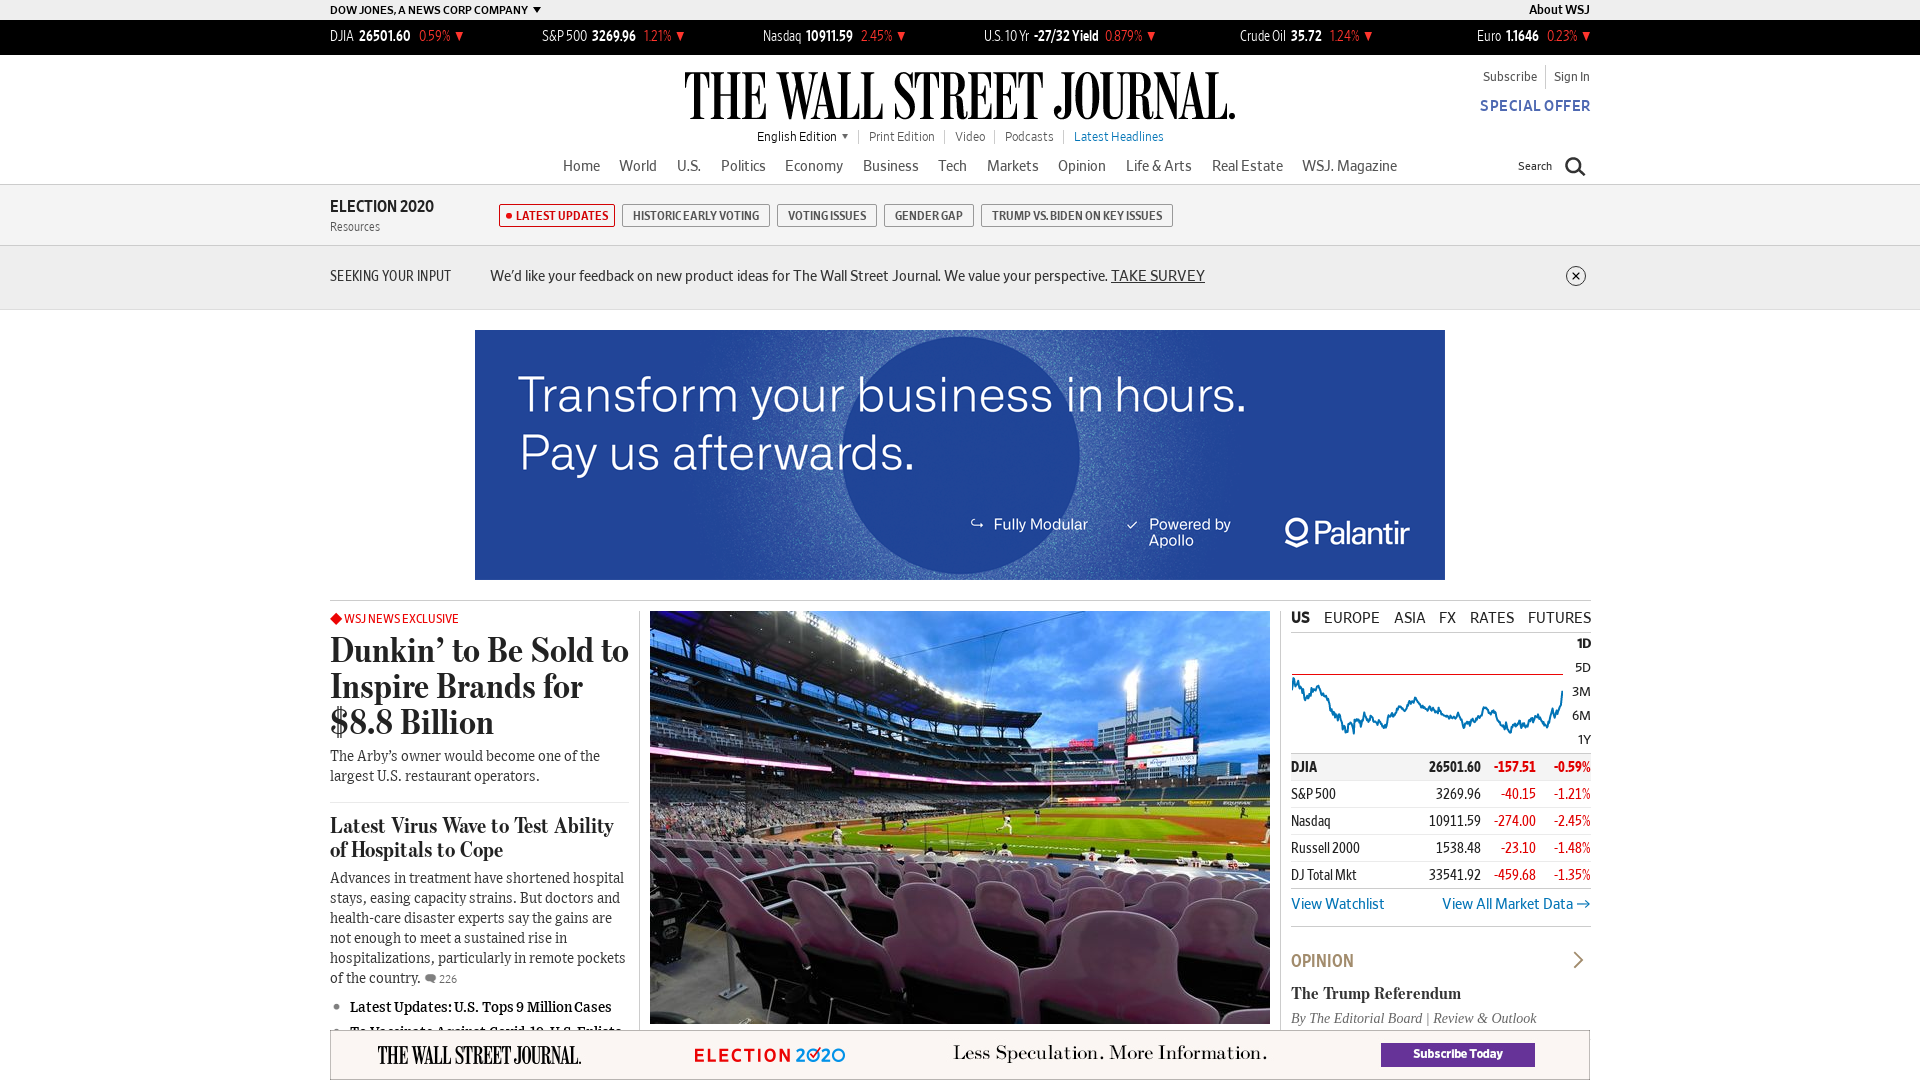 DOW JONES, A NEWS CORP COMPANY
About WSJ
DJIA 26501.60 0.59%
S&P 500 3269.96 1.21%
Nasdaq 10911.59 2.45%
U.S. 10 Yr -27/32 Yield 0.879%
Crude Oil 35.72 1.24%
Euro 1.1646 0.23%
THE WALL STREET JOURNAL.
Subscribe
Sign In
SPECIAL OFFER
English Edition
Print Edition
Video
Podcasts
Latest Headlines
Home World U.S. Politics Economy Business Tech Markets Opinion Life & Arts Real Estate WSJ. Magazine
Search
ELECTION 2020
Resources
LATEST UPDATES
HISTORIC EARLY VOTING
VOTING ISSUES
GENDER GAP
TRUMP VS. BIDEN ON KEY ISSUES
SEEKING YOUR INPUT
We’d like your feedback on new product ideas for The Wall Street Journal. We value your perspective. TAKE SURVEY
Transform your business in hours.
Pay us afterwards.
Fully Modular
Powered by
Apollo
Palantir
WSJ NEWS EXCLUSIVE
Dunkin’ to Be Sold to
Inspire Brands for
$8.8 Billion
The Arby’s owner would become one of the
largest U.S. restaurant operators.
Latest Virus Wave to Test Ability
of Hospitals to Cope
Advances in treatment have shortened hospital
stays, easing capacity strains. But doctors and
health-care disaster experts say the gains are
not enough to meet a sustained rise in
hospitalizations, particularly in remote pockets
of the country. 226
Latest Updates: U.S. Tops 9 Million Cases
To Vaccinate Against Covid-19, U.S. Enlists
US EUROPE ASIA FX RATES FUTURES
1D
5D
3M
6M
1Y
DJIA 26501.60 -157.51 -0.59%
S&P 500 3269.96 -40.15 -1.21%
Nasdaq 10911.59 -274.00 -2.45%
Russell 2000 1538.48 -23.10 -1.48%
DJ Total Mkt 33541.92 -459.68 -1.35%
View Watchlist
View All Market Data
OPINION
The Trump Referendum
By The Editorial Board | Review & Outlook
THE WALL STREET JOURNAL.
ELECTION 2020
Less Speculation. More Information.
Subscribe Today